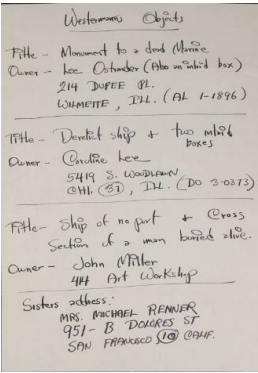 Westermann's Objects
Title - Monument to a dead Marine
Owner - Lee Ostrander (Also an inlaid box)
214 DUPEE PL.
WILMETTE, ILL. (AL 1-1896)
Title - Derelict ship + two inlaid
boxes
Owner - Caroline Lee
5419 S. WOODLAWN
CHI. (37), ILL. (DO 3-0373)
Title - Ship of no port + Cross
Section of a man buried alive.
Owner - John Miller
414 Art Workshop
Sisters address:
MRS. MICHAEL RENNER
951-B DOLORES ST
SAN FRANCISCO (10) CALIF.